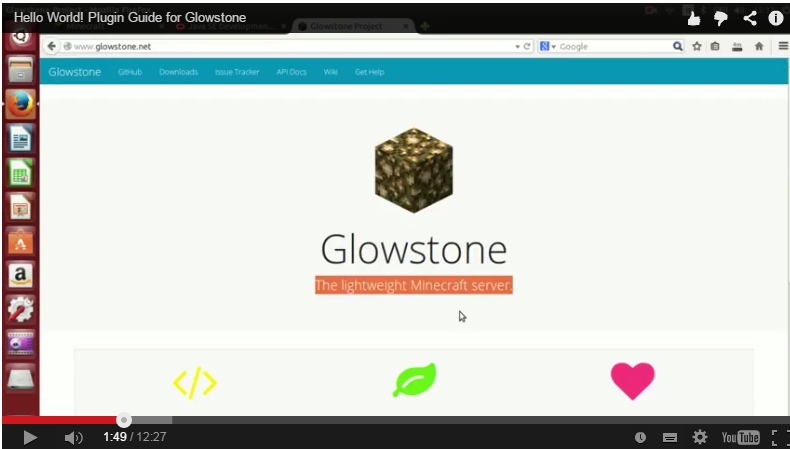 Hello World! Plugin Guide for Glowstone
Glowstone Project
www.glowstone.net
Google
Glowstone GitHub Downloads Issue Tracker API Docs Wiki Get Help
Glowstone
The lightweight Minecraft server.
</>
1:49 / 12:27
YouTube